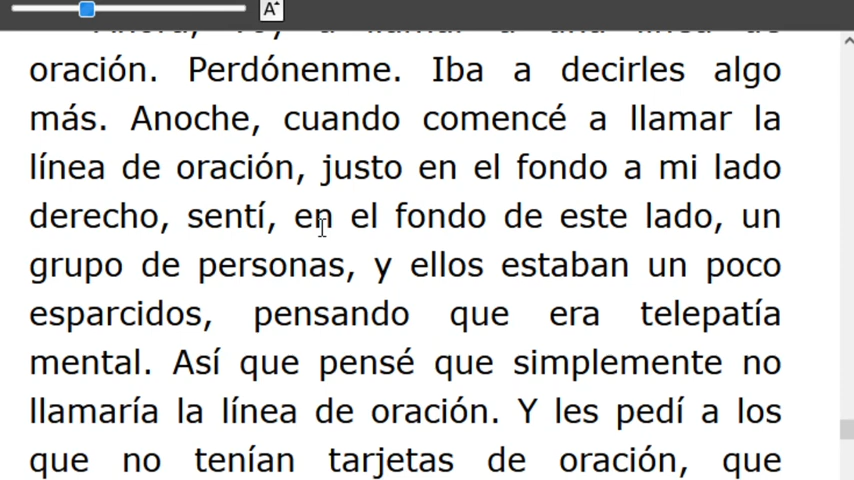 oración. Perdónenme. Iba a decirles algo
más. Anoche, cuando comencé a llamar la
línea de oración, justo en el fondo a mi lado
derecho, sentí, en el fondo de este lado, un
grupo de personas, y ellos estaban un poco
esparcidos, pensando que era telepatía
mental. Así que pensé que simplemente no
llamaría la línea de oración. Y les pedí a los
que no tenían tarjetas de oración, que